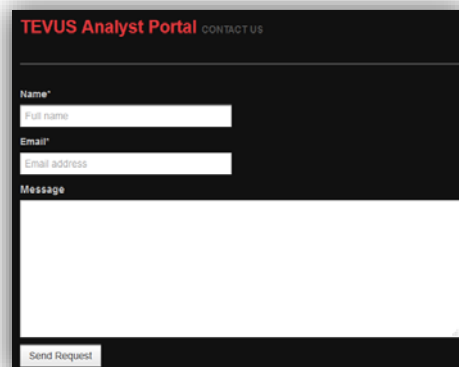 TEVUS Analyst Portal CONTACT US
Name*
Full name
Email*
Email address
Message
Send Request